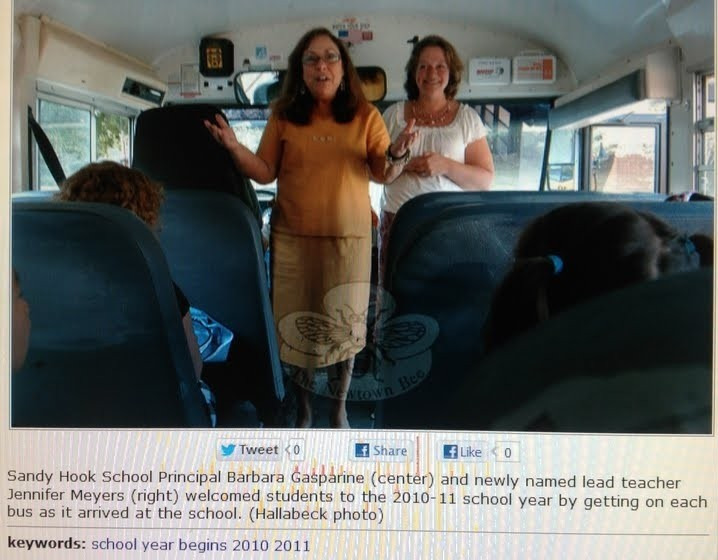 The Newtown Bee
Tweet 0 Share Like 0
Sandy Hook School Principal Barbara Gasparine (center) and newly named lead teacher
Jennifer Meyers (right) welcomed students to the 2010-11 school year by getting on each
bus as it arrived at the school. (Hallabeck photo)
keywords: school year begins 2010 2011